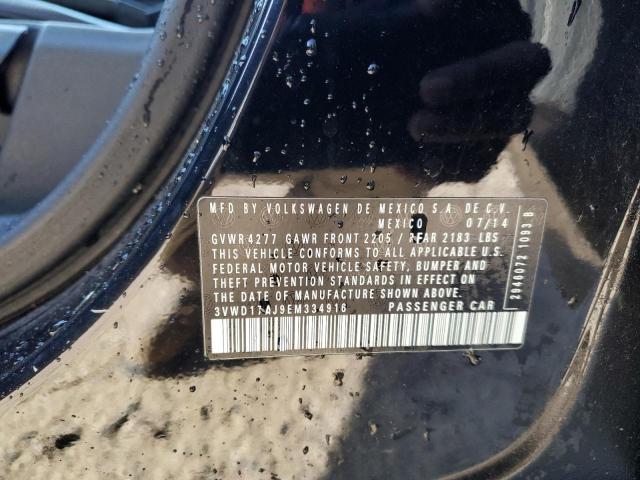 MFD BY VOLKSWAGEN DE MEXICO S.A. DE C.V.
MEXICO 07/14
GVWR 4277 GAWR FRONT 2205 / REAR 2183 LBS
THIS VEHICLE CONFORMS TO ALL APPLICABLE U.S.
FEDERAL MOTOR VEHICLE SAFETY, BUMPER AND
THEFT PREVENTION STANDARDS IN EFFECT ON
THE DATE OF MANUFACTURE SHOWN ABOVE.
PASSENGER CAR